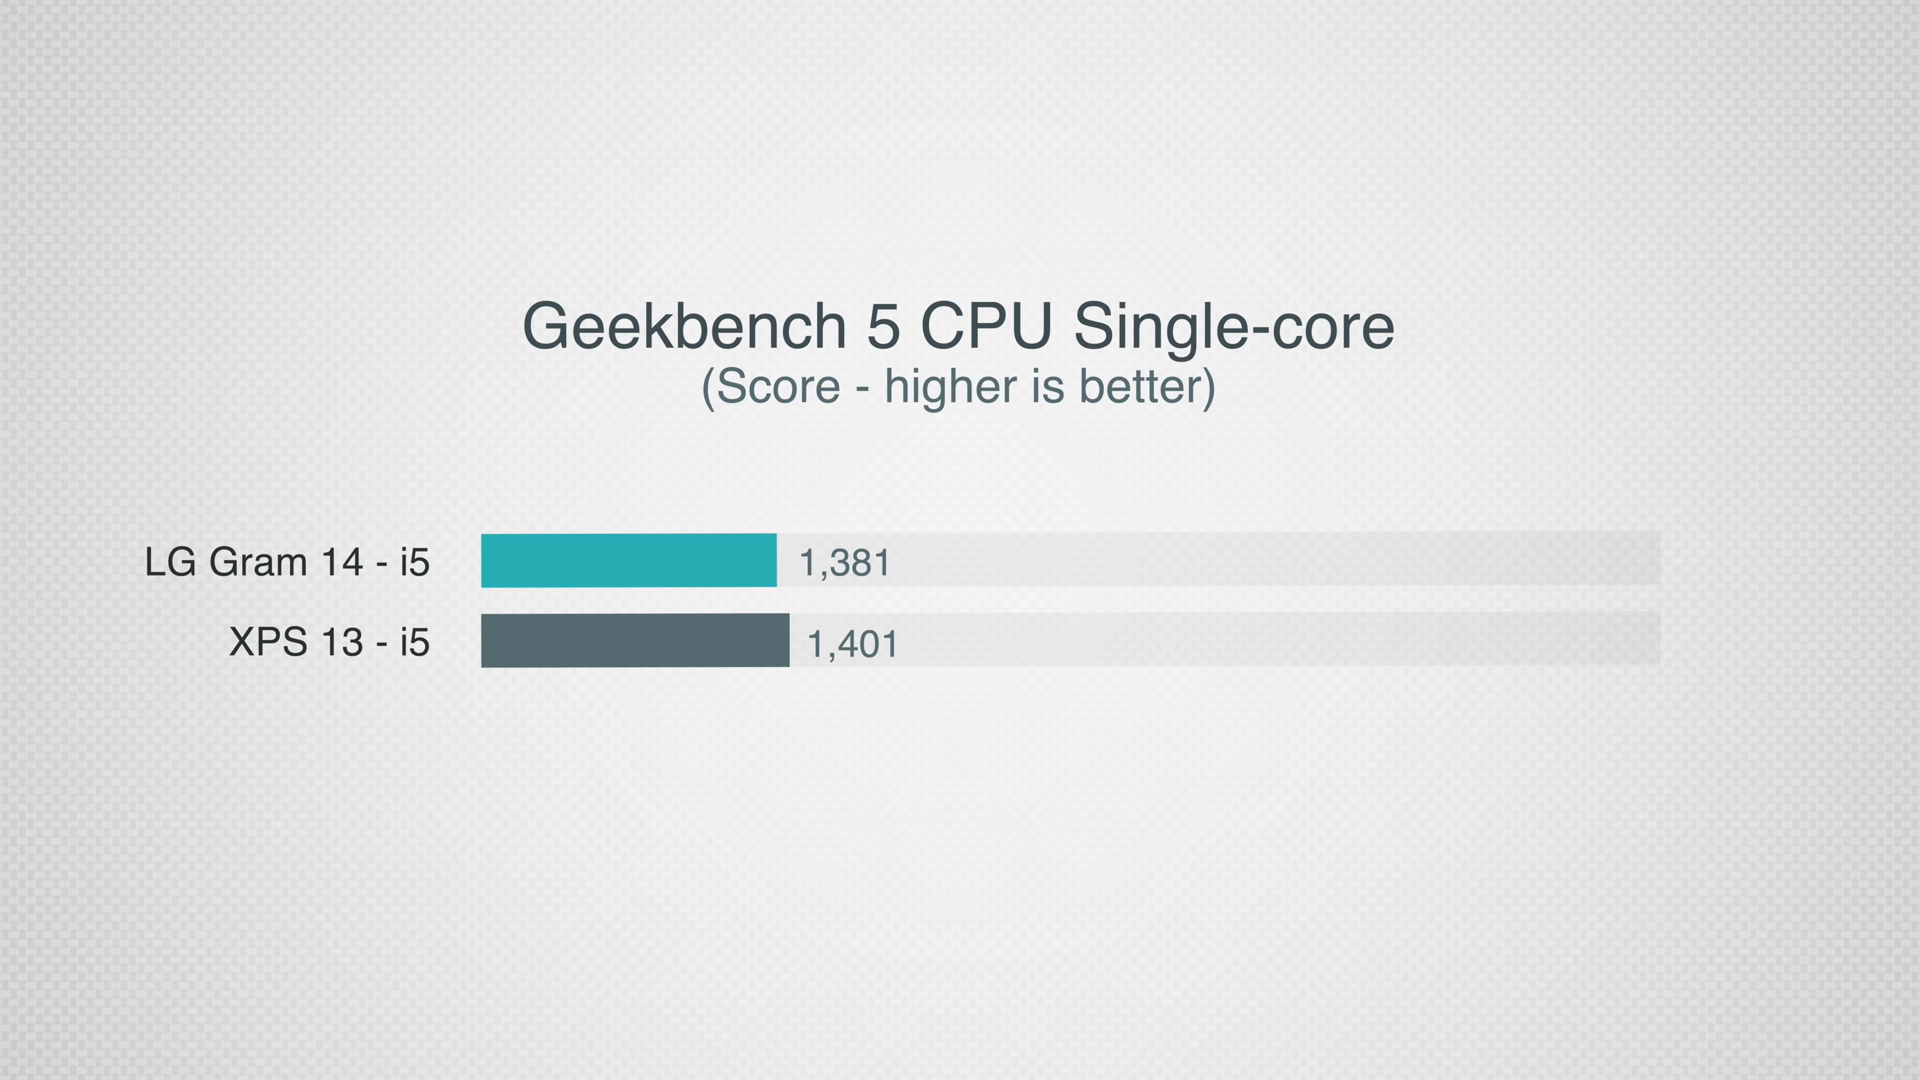 Geekbench 5 CPU Single-core
(Score - higher is better)
LG Gram 14 - i5 1,381
XPS 13 - i5 1,401